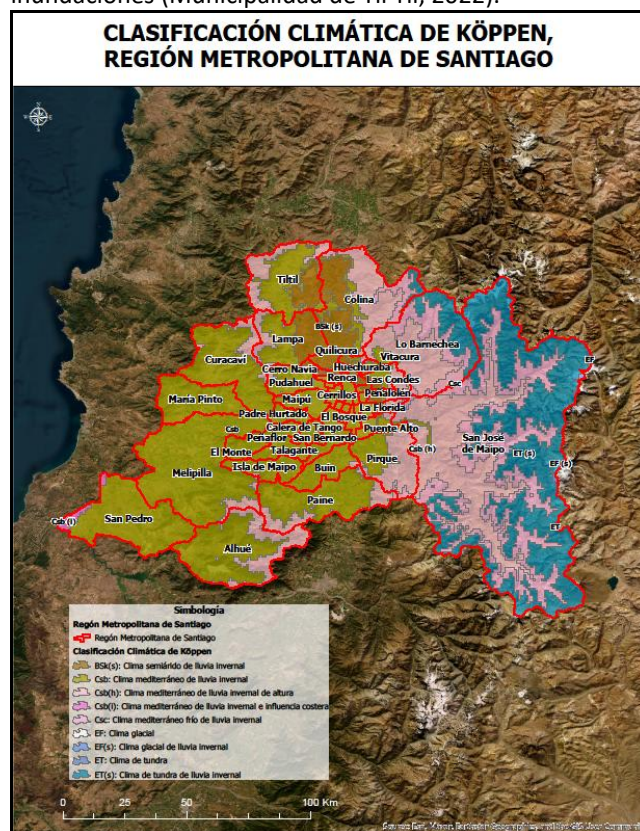 inundaciones (Municipalidad de Til Til, 2022).
CLASIFICACIÓN CLIMÁTICA DE KÖPPEN,
REGIÓN METROPOLITANA DE SANTIAGO
Tiltil
Colina
BSk (s)
Lampa
Lo Barnechea
Quilicura
Vitacura
Curacaví
Huechuraba
EF
Cerro Navia
Renca
Las Condes
Csc
Pudahuel
Cerrillos
Peñalolén
María Pinto
Maipú
La Florida
Padre Hurtado
El Bosque
Csb
Calera de Tango
Puente Alto
San José
de Maipo
Peñaflor
San Bernardo
Csb (h)
El Monte
Talagante
ET (s)
Melipilla
Isla de Maipo
Buin
Pirque
EF (s)
Paine
Csb (i)
San Pedro
ET
Alhué
Simbología
Región Metropolitana de Santiago
Región Metropolitana de Santiago
Clasificación Climática de Köppen
BSk(s): Clima semiárido de lluvia invernal
Csb: Clima mediterráneo de lluvia invernal
Csb(h): Clima mediterráneo de lluvia invernal de altura
Csb(i): Clima mediterráneo de lluvia invernal e influencia costera
Csc: Clima mediterráneo frío de lluvia invernal
EF: Clima glacial
EF(s): Clima glacial de lluvia invernal
ET: Clima de tundra
ET(s): Clima de tundra de lluvia invernal
0 25 50 100 Km